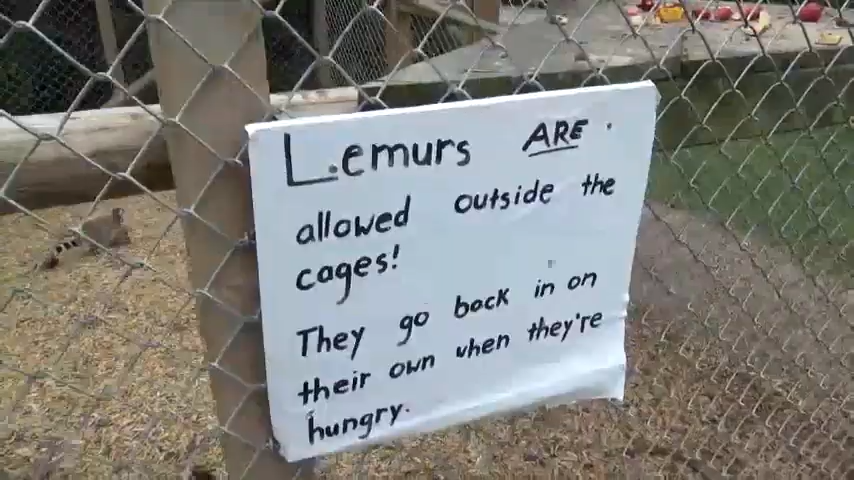 Lemurs ARE
allowed outside the
cages!
They go back in on
their own when they're
hungry.